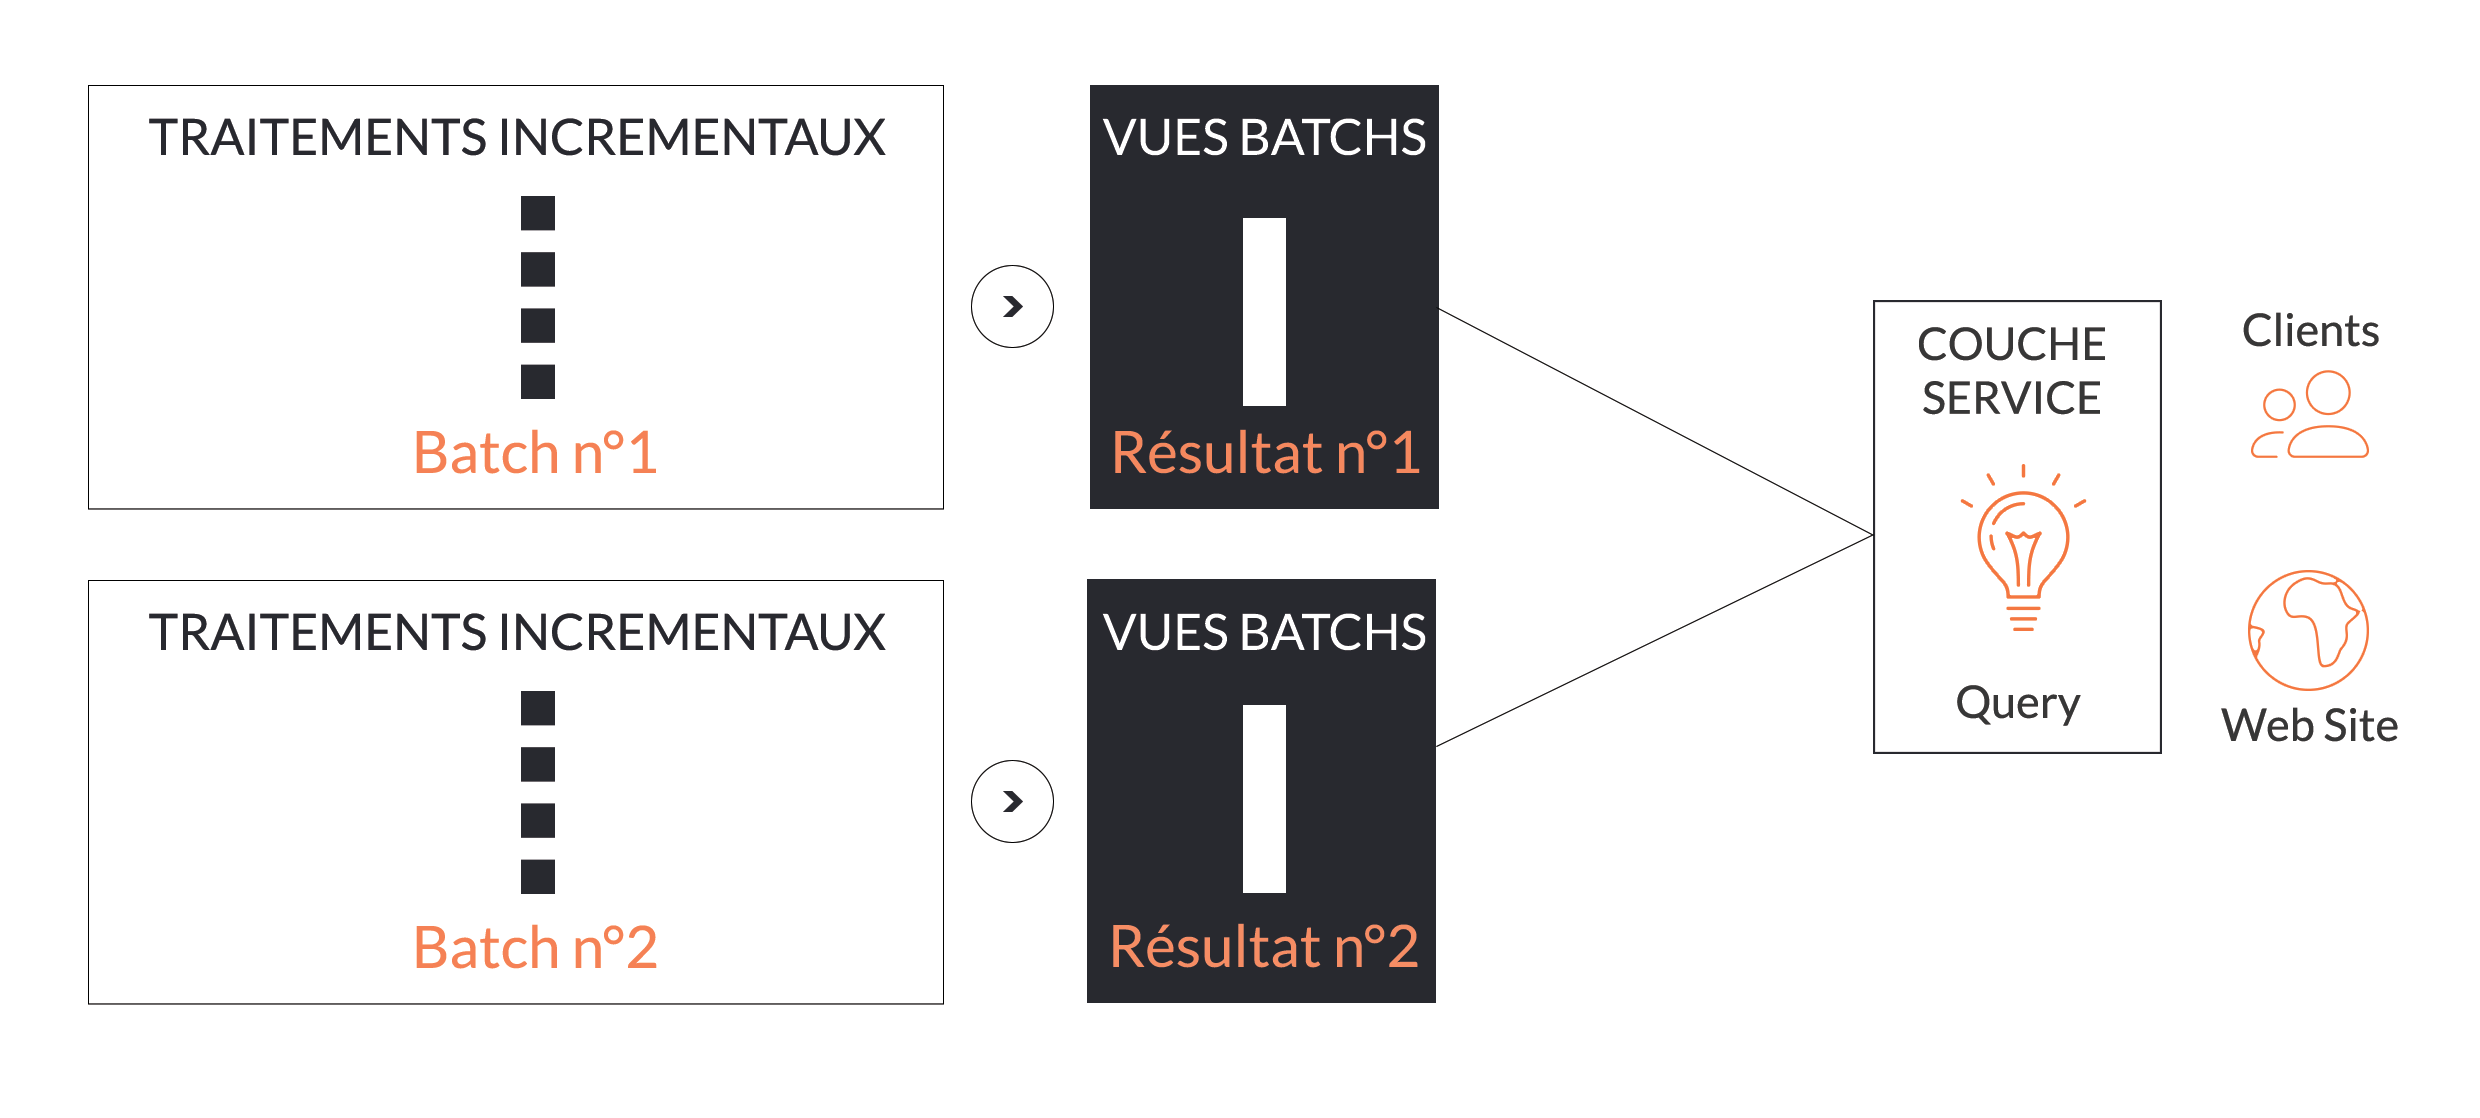 TRAITEMENTS INCREMENTAUX
Batch n°1
VUES BATCHS
Résultat n°1
TRAITEMENTS INCREMENTAUX
Batch n°2
VUES BATCHS
Résultat n°2
COUCHE
SERVICE
Query
Clients
Web Site